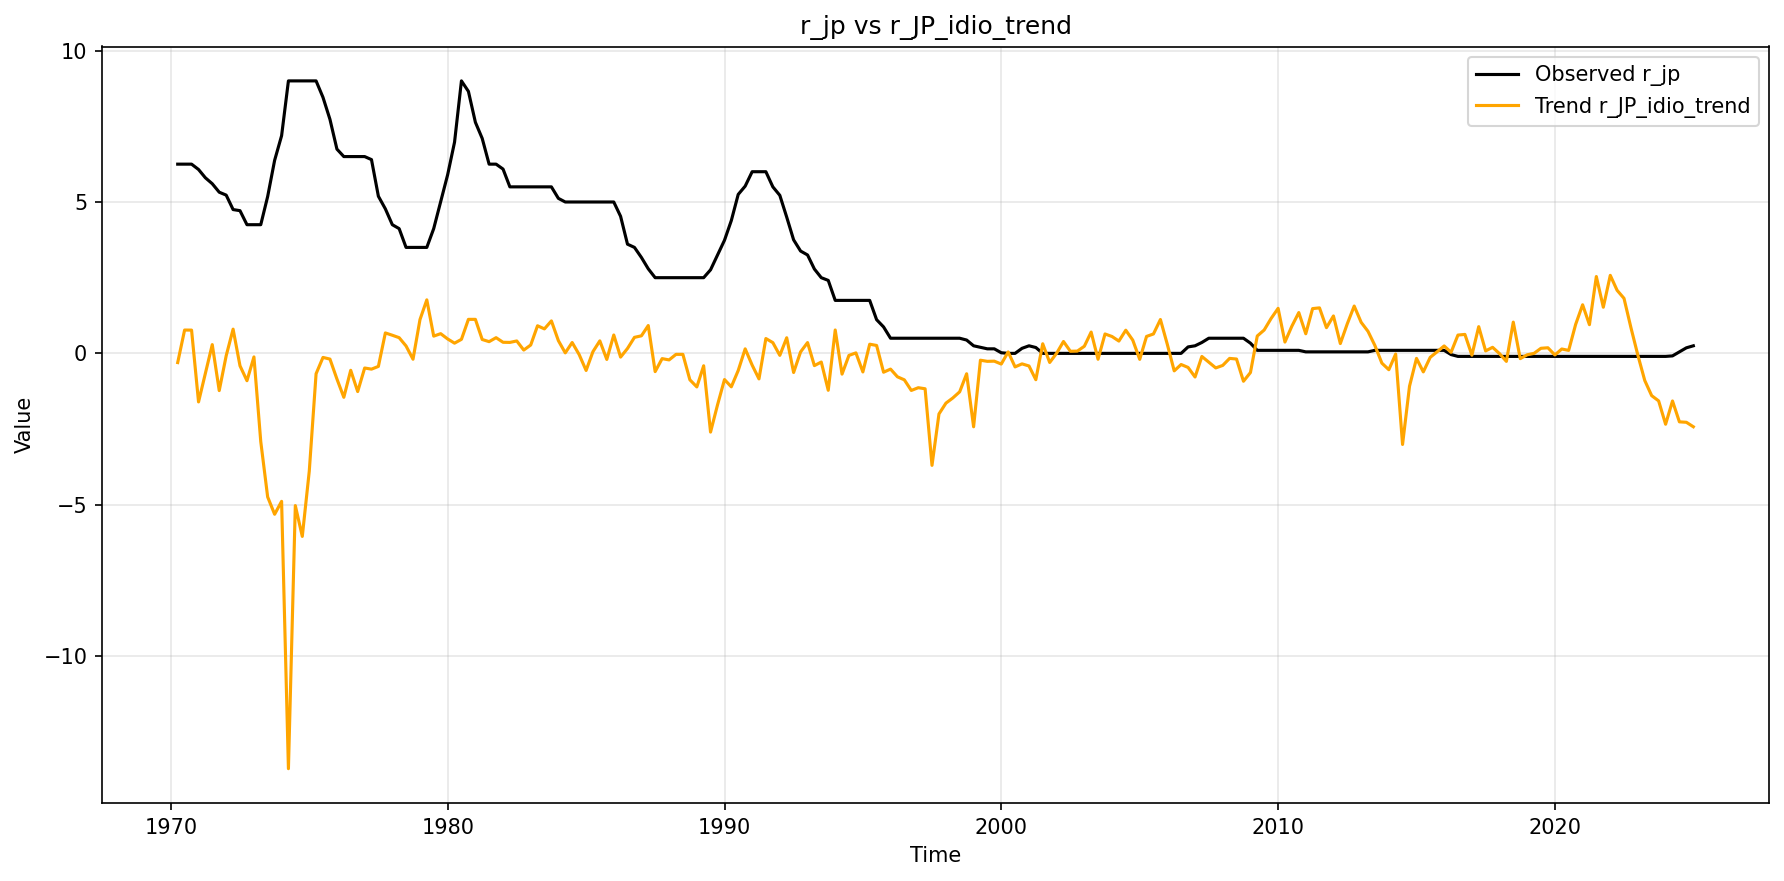 r_jp vs r_JP_idio_trend
Observed r_jp
Trend r_JP_idio_trend
10
5
0
−5
−10
Value
1970
1980
1990
2000
2010
2020
Time